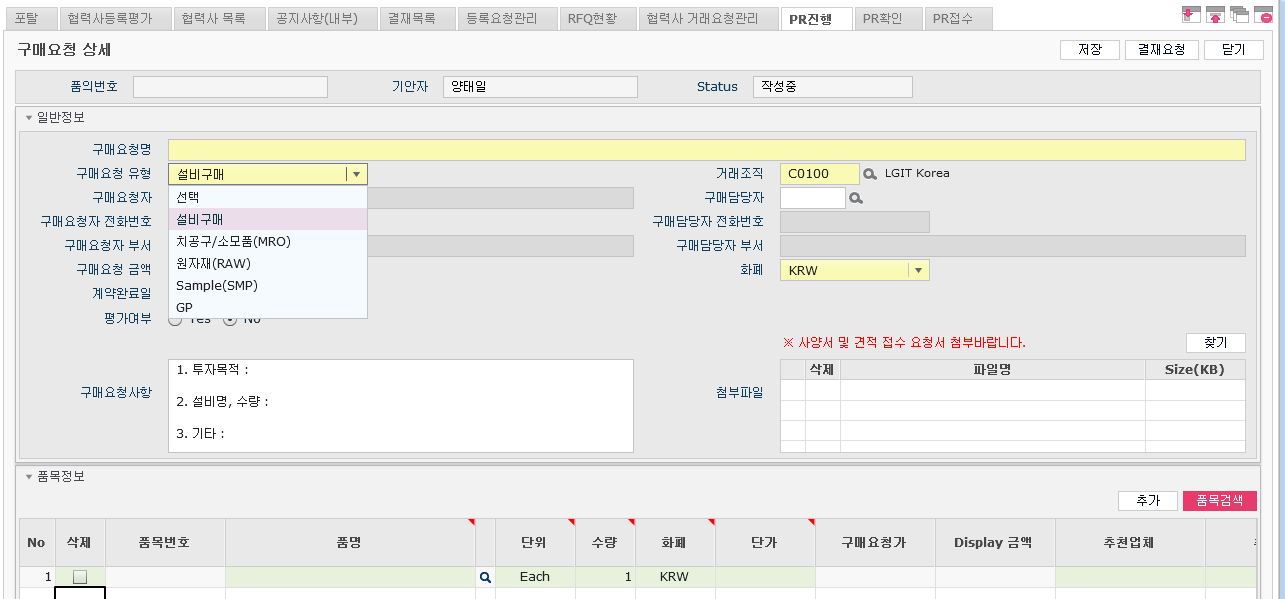 포탈 협력사등록평가 협력사 목록 공지사항(내부) 결재목록 등록요청관리 RFQ현황 협력사 거래요청관리 PR진행 PR확인 PR접수
구매요청 상세 저장 결재요청 닫기
품의번호 기안자 양태일 Status 작성중
일반정보
구매요청명
구매요청 유형 설비구매 거래조직 C0100 LGIT Korea
구매요청자 선택 구매담당자
구매요청자 전화번호 설비구매 구매담당자 전화번호
구매요청자 부서 치공구/소모품(MRO) 구매담당자 부서
구매요청 금액 원자재(RAW) 화폐 KRW
계약완료일 Sample(SMP)
GP
평가여부 Yes No
※ 사양서 및 견적 접수 요청서 첨부바랍니다. 찾기
삭제 파일명 Size(KB)
구매요청사항 첨부파일
1. 투자목적 :
2. 설비명, 수량 :
3. 기타 :
품목정보
추가 품목검색
No 삭제 품목번호 품명 단위 수량 화폐 단가 구매요청가 Display 금액 추천업체
1 Each 1 KRW